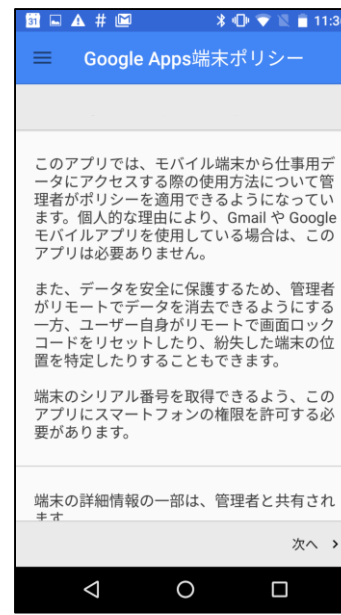 31 # 11:3
Google Apps端末ポリシー
このアプリでは、モバイル端末から仕事用デ
ータにアクセスする際の使用方法について管
理者がポリシーを適用できるようになってい
ます。個人的な理由により、Gmail や Google
モバイルアプリを使用している場合は、この
アプリは必要ありません。
また、データを安全に保護するため、管理者
がリモートでデータを消去できるようにする
一方、ユーザー自身がリモートで画面ロック
コードをリセットしたり、紛失した端末の位
置を特定したりすることもできます。
端末のシリアル番号を取得できるよう、この
アプリにスマートフォンの権限を許可する必
要があります。
端末の詳細情報の一部は、管理者と共有され
ます
次へ